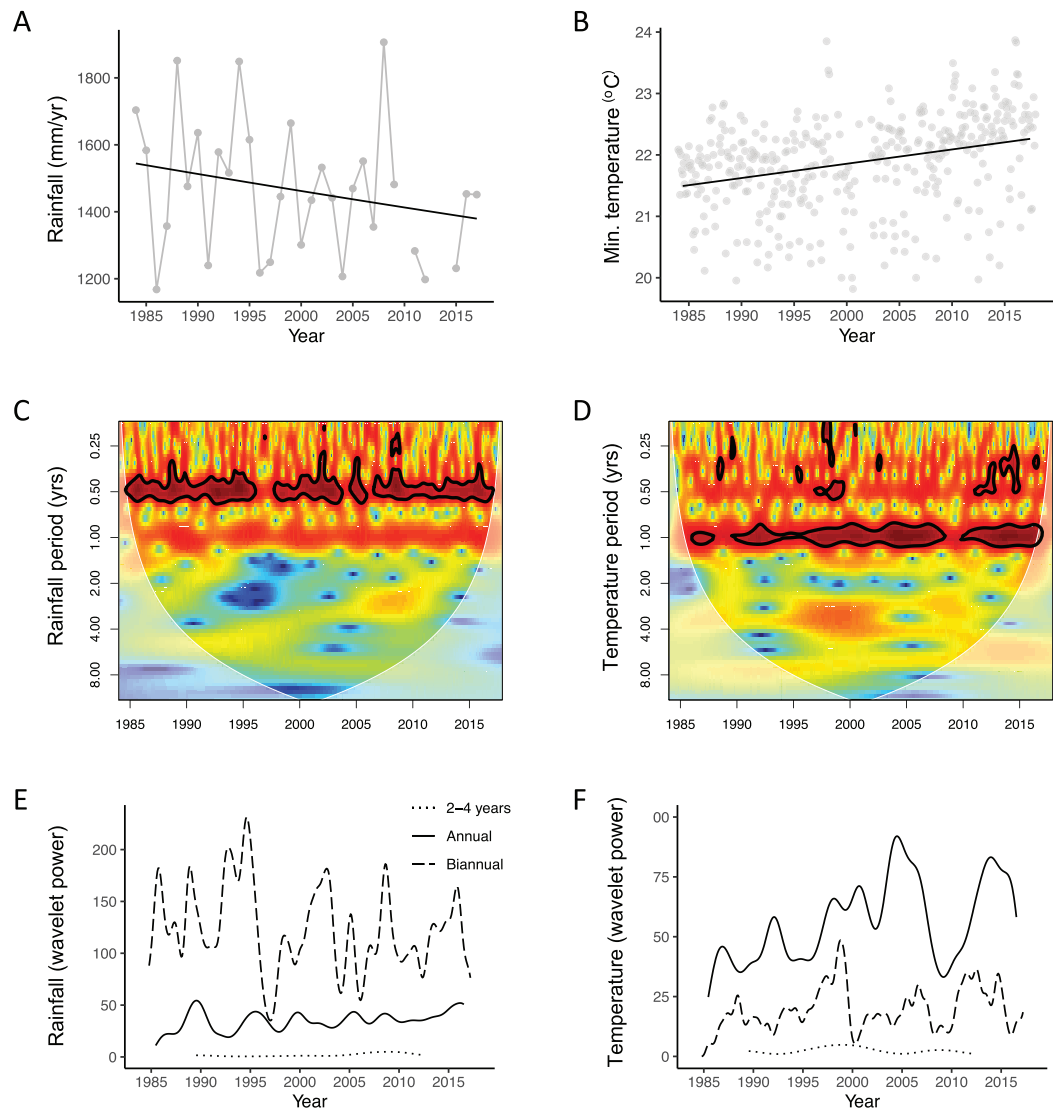 A
Rainfall (mm/yr)
1800
1600
1400
1200
1985 1990 1995 2000 2005 2010 2015
Year
B
Min. temperature (oC)
24
23
22
21
20
1985 1990 1995 2000 2005 2010 2015
Year
C
Rainfall period (yrs)
0.25
0.50
1.00
2.00
4.00
8.00
1985 1990 1995 2000 2005 2010 2015
D
Temperature period (yrs)
0.25
0.50
1.00
2.00
4.00
8.00
1985 1990 1995 2000 2005 2010 2015
E
Rainfall (wavelet power)
200
150
100
50
0
2–4 years
Annual
Biannual
1985 1990 1995 2000 2005 2010 2015
Year
F
Temperature (wavelet power)
00
75
50
25
0
1985 1990 1995 2000 2005 2010 2015
Year